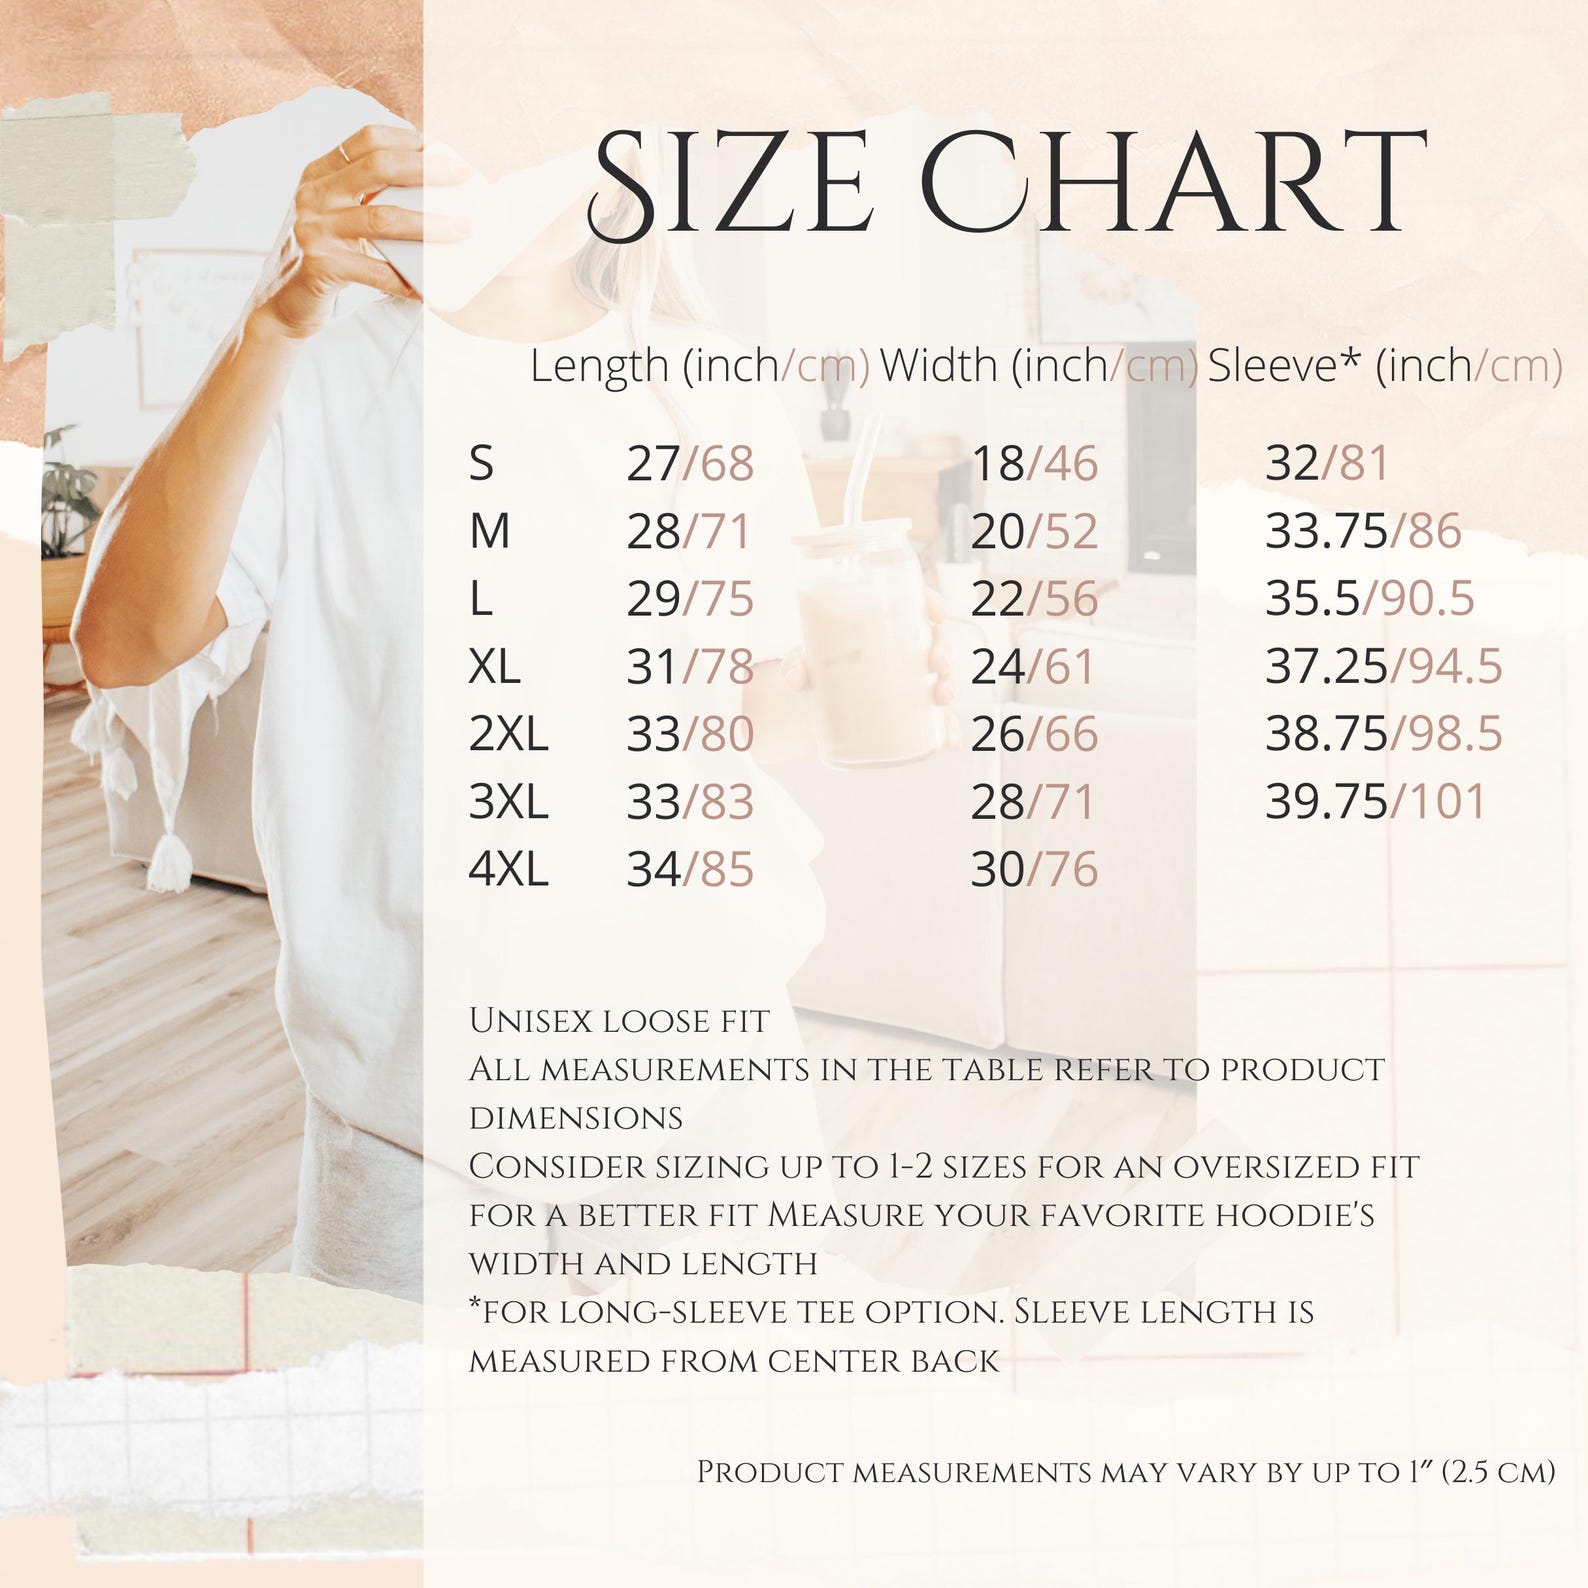 SIZE CHART
Length (inch/cm) Width (inch/cm) Sleeve* (inch/cm)
S 27/68 18/46 32/81
M 28/71 20/52 33.75/86
L 29/75 22/56 35.5/90.5
XL 31/78 24/61 37.25/94.5
2XL 33/80 26/66 38.75/98.5
3XL 33/83 28/71 39.75/101
4XL 34/85 30/76
Unisex loose fit
All measurements in the table refer to product
dimensions
Consider sizing up to 1-2 sizes for an oversized fit
for a better fit Measure your favorite hoodie's
width and length
*for long-sleeve tee option. Sleeve length is
measured from center back
Product measurements may vary by up to 1″ (2.5 cm)